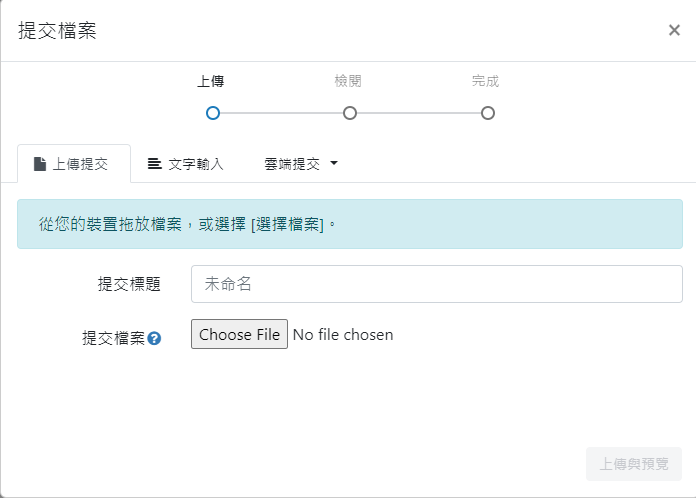 提交檔案
×
上傳 檢閱 完成
上傳提交 文字輸入 雲端提交
從您的裝置拖放檔案，或選擇 [選擇檔案]。
提交標題 未命名
提交檔案 ? Choose File No file chosen
上傳與預覽